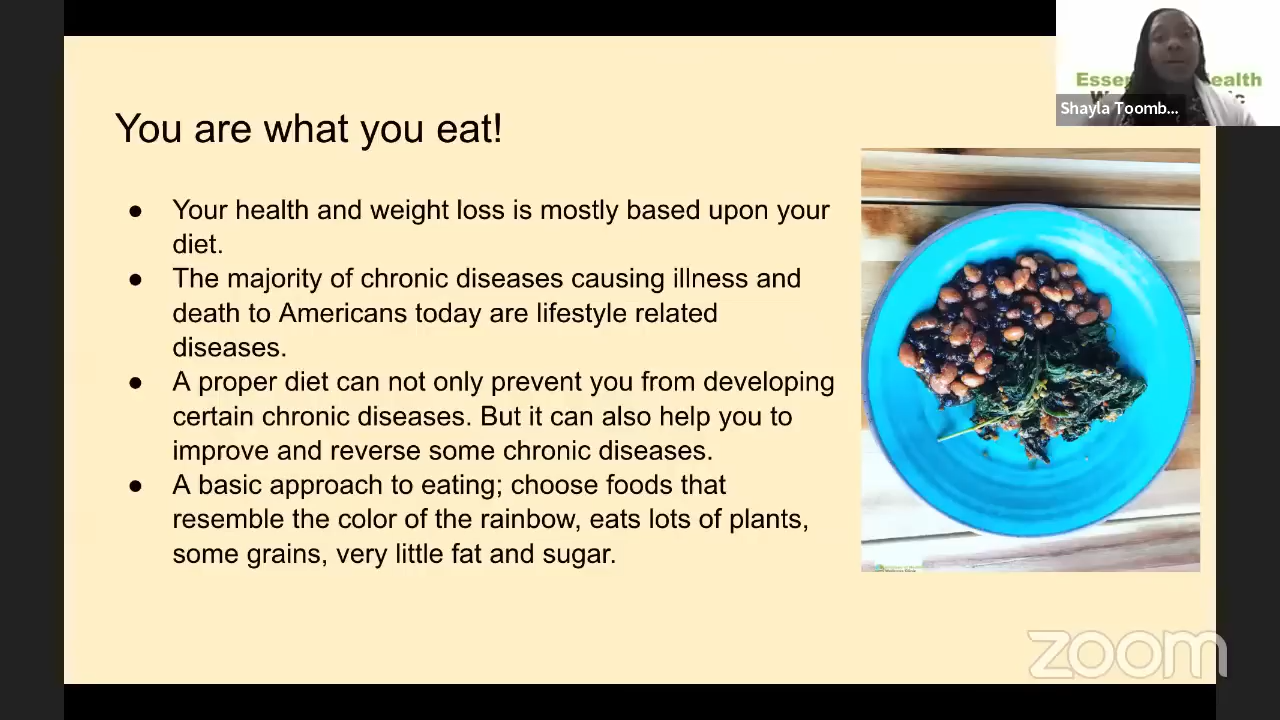 Esse
ealth
W
c
Shayla Toomb...
You are what you eat!
● Your health and weight loss is mostly based upon your
diet.
● The majority of chronic diseases causing illness and
death to Americans today are lifestyle related
diseases.
● A proper diet can not only prevent you from developing
certain chronic diseases. But it can also help you to
improve and reverse some chronic diseases.
● A basic approach to eating; choose foods that
resemble the color of the rainbow, eats lots of plants,
some grains, very little fat and sugar.
zoom